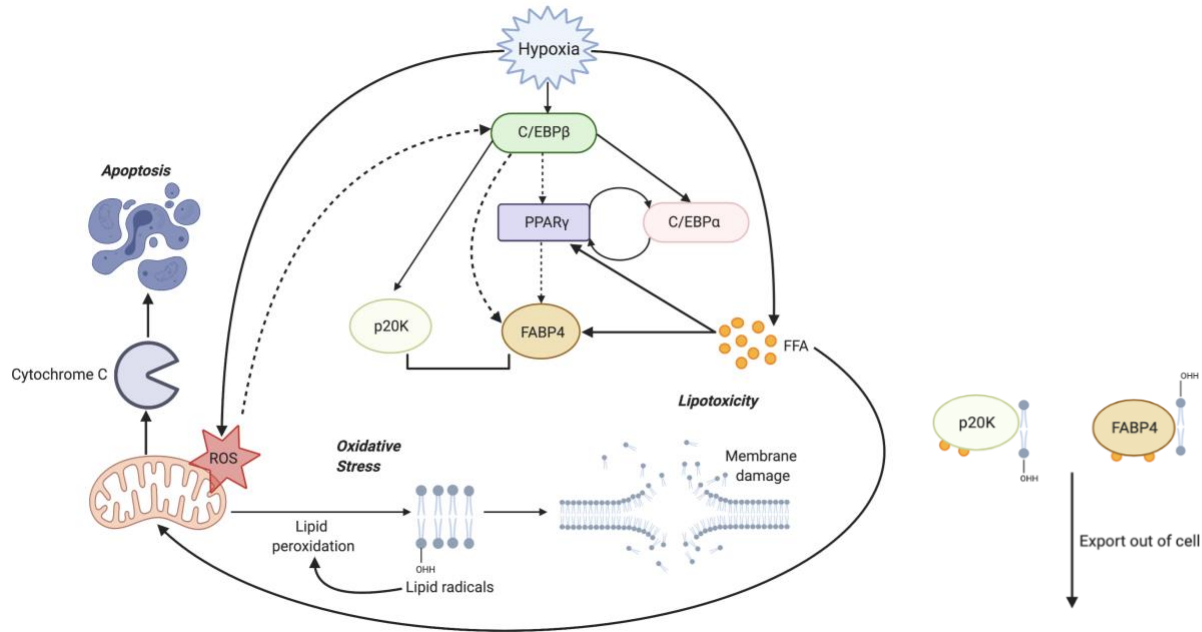 Hypoxia
C/EBPβ
Apoptosis
PPARγ
C/EBPα
p20K
FABP4
FFA
Cytochrome C
Lipotoxicity
OHH
p20K
FABP4
OHH
ROS
Oxidative
Stress
Membrane
damage
Lipid
peroxidation
OHH
Lipid radicals
Export out of cell